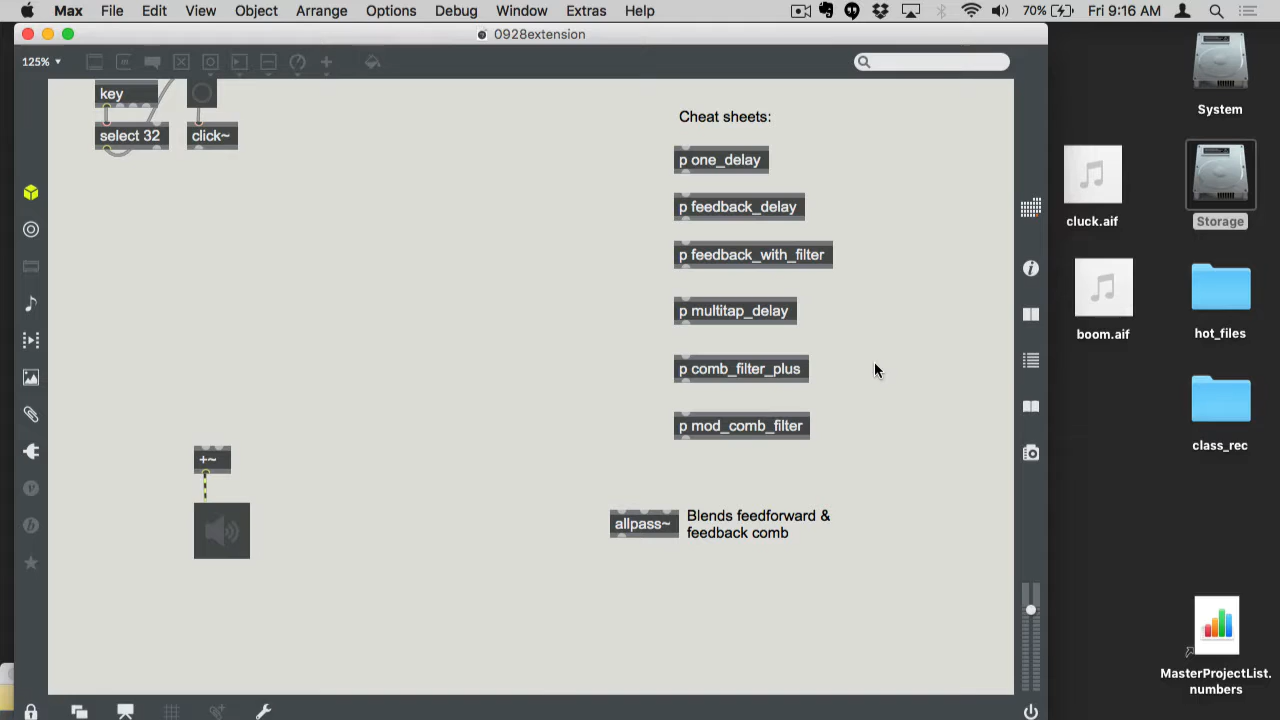 Max File Edit View Object Arrange Options Debug Window Extras Help 70% Fri 9:16 AM
0928extension
125%
key
select 32 click~
Cheat sheets:
p one_delay
p feedback_delay
p feedback_with_filter
p multitap_delay
p comb_filter_plus
p mod_comb_filter
+~
allpass~ Blends feedforward &
feedback comb
System
cluck.aif
Storage
boom.aif
hot_files
class_rec
MasterProjectList.
numbers